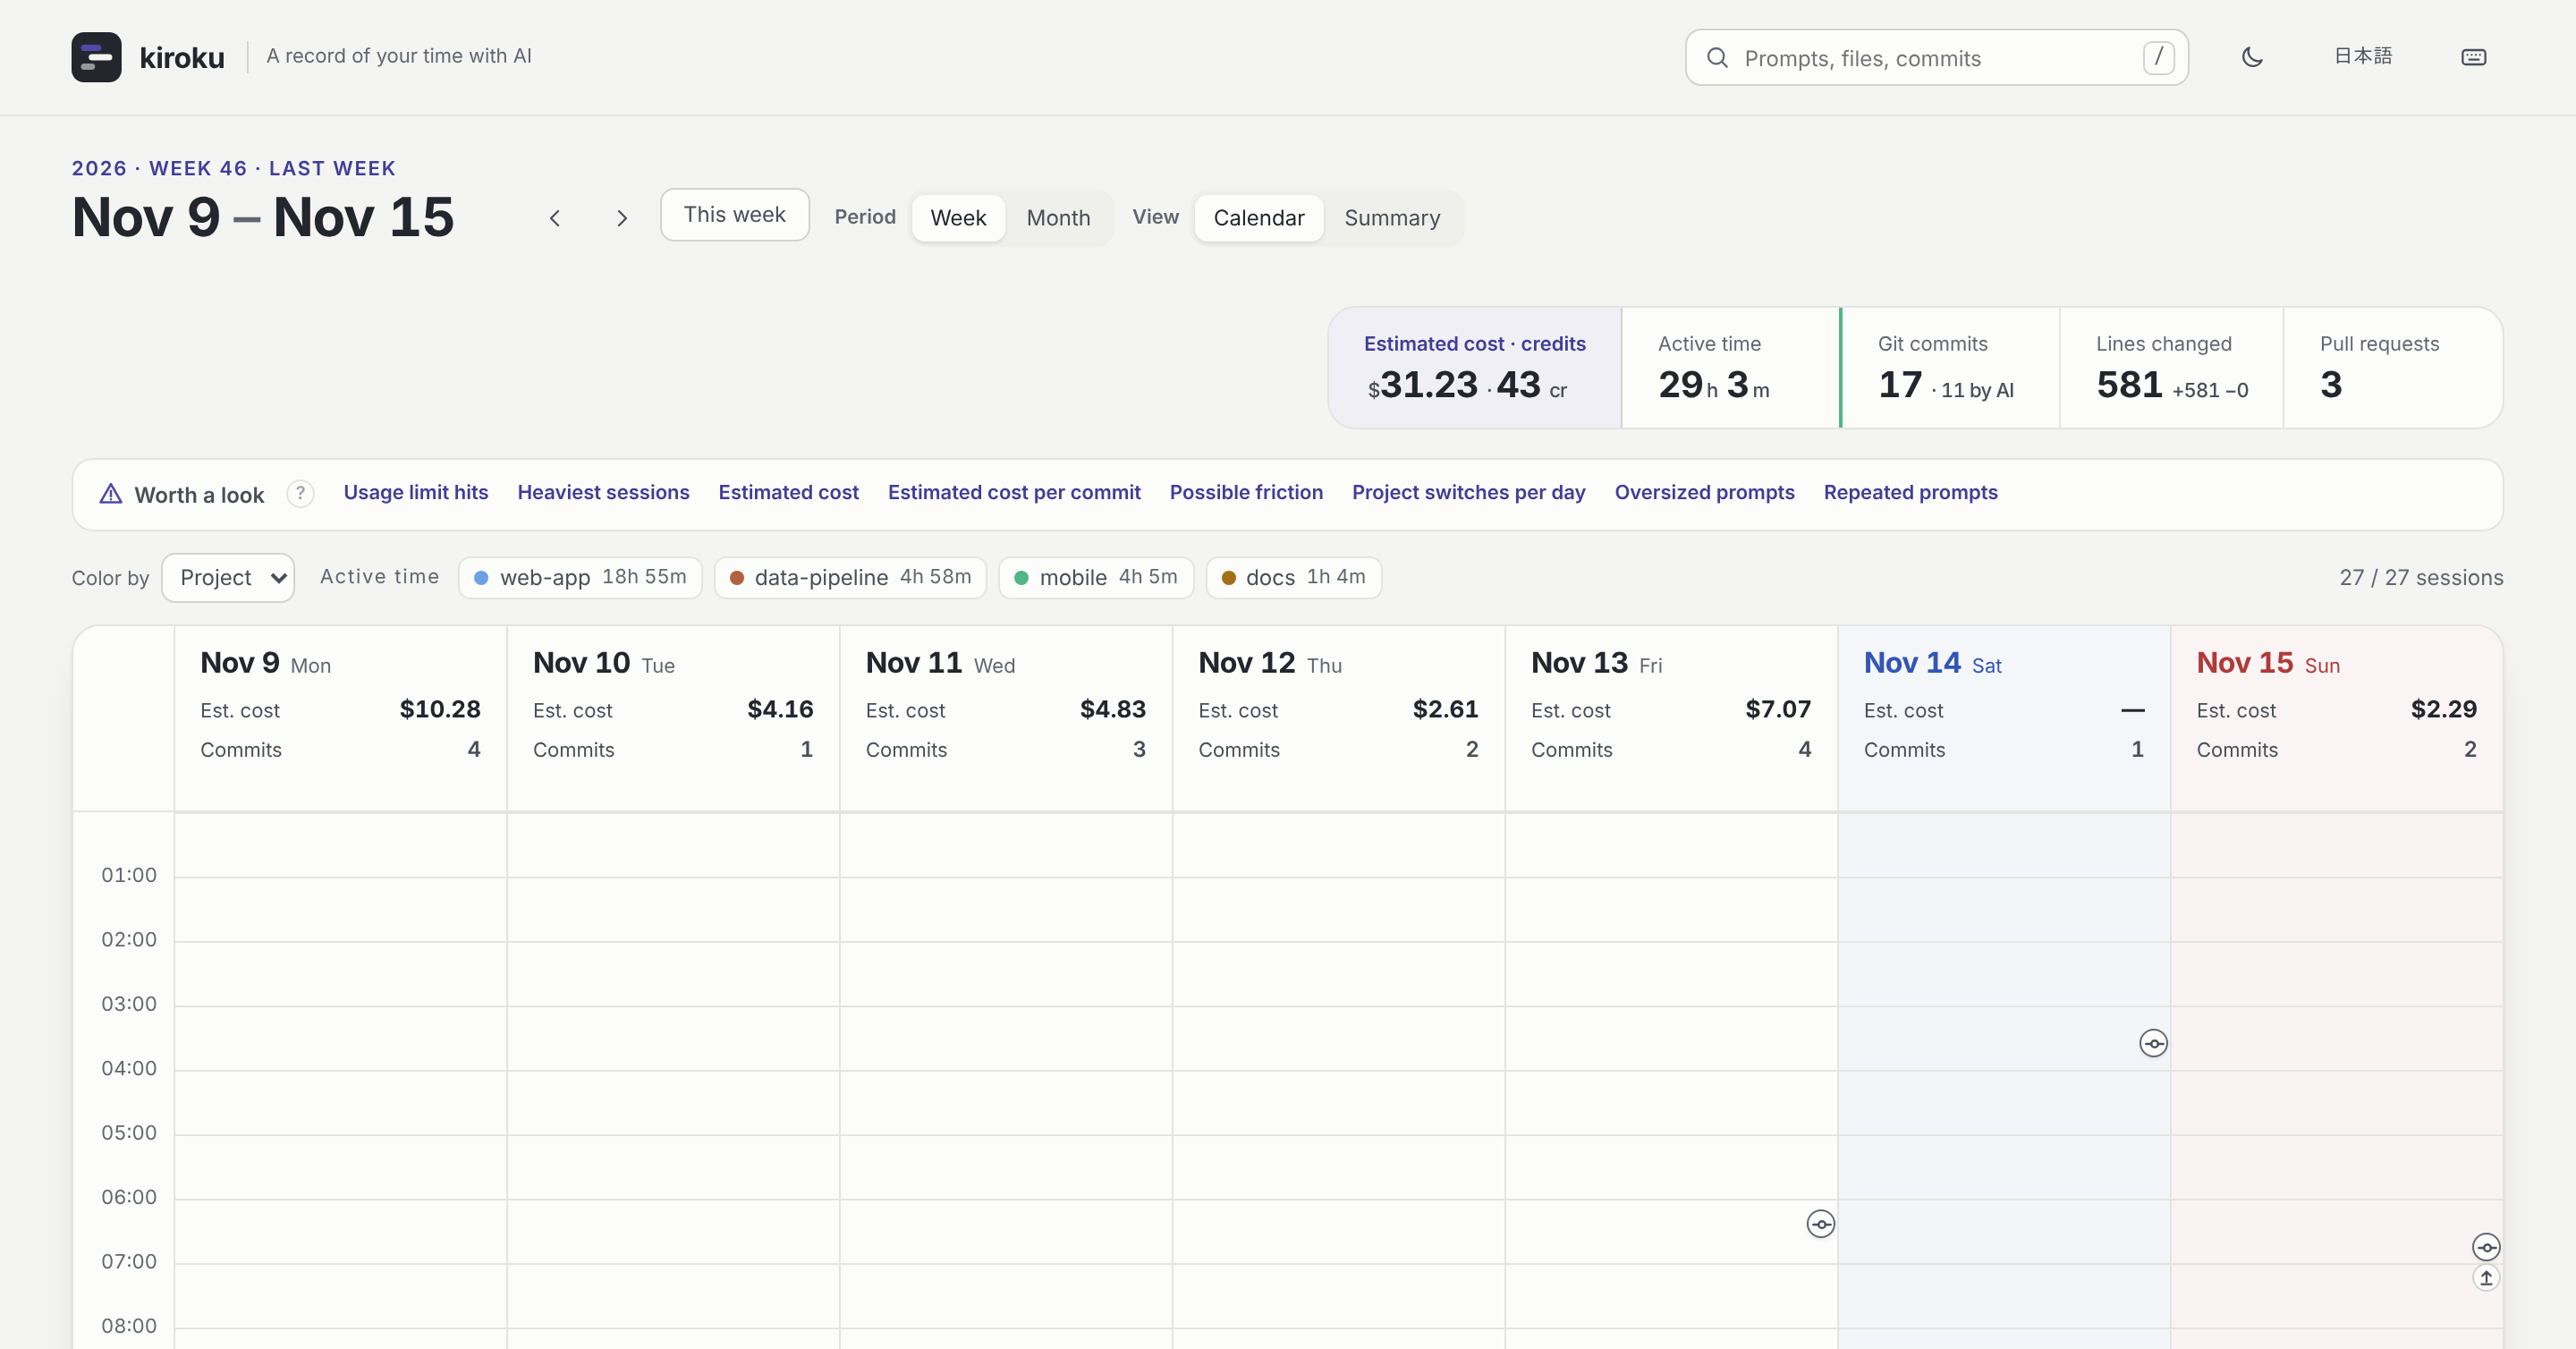 kiroku A record of your time with AI Prompts, files, commits / 日本語
2026 · WEEK 46 · LAST WEEK
Nov 9 – Nov 15 This week Period Week Month View Calendar Summary
Estimated cost · credits Active time Git commits Lines changed Pull requests
$31.23 · 43 cr 29h 3m 17 · 11 by AI 581 +581 −0 3
Worth a look ? Usage limit hits Heaviest sessions Estimated cost Estimated cost per commit Possible friction Project switches per day Oversized prompts Repeated prompts
Color by Project Active time web-app 18h 55m data-pipeline 4h 58m mobile 4h 5m docs 1h 4m 27 / 27 sessions
Nov 9 Mon Nov 10 Tue Nov 11 Wed Nov 12 Thu Nov 13 Fri Nov 14 Sat Nov 15 Sun
Est. cost $10.28 Est. cost $4.16 Est. cost $4.83 Est. cost $2.61 Est. cost $7.07 Est. cost — Est. cost $2.29
Commits 4 Commits 1 Commits 3 Commits 2 Commits 4 Commits 1 Commits 2
01:00
02:00
03:00
04:00
05:00
06:00
07:00
08:00